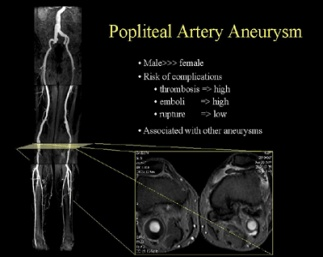 Popliteal Artery Aneurysm
• Male>>> female
• Risk of complications
• thrombosis => high
• emboli => high
• rupture => low
• Associated with other aneurysms